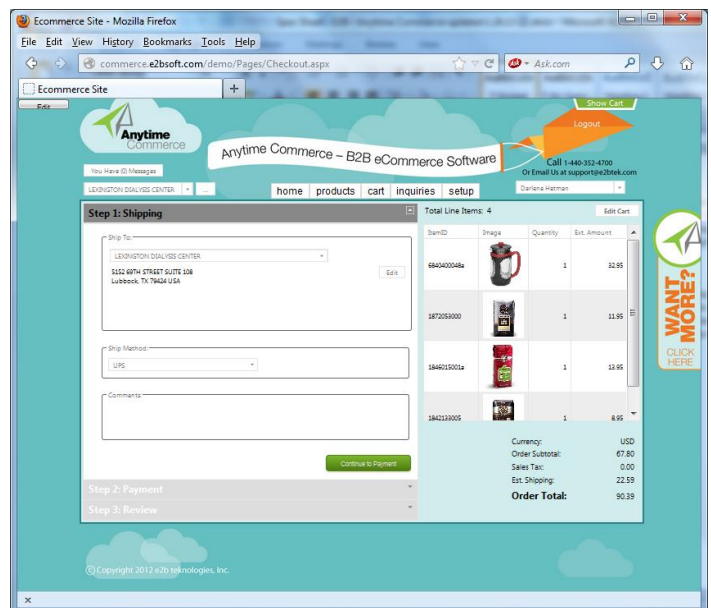 Ecommerce Site - Mozilla Firefox
File Edit View History Bookmarks Tools Help
commerce.e2bsoft.com/demo/Pages/Checkout.aspx
Ask.com
Ecommerce Site
+
Edit
Show Cart
Logout
Anytime
Commerce
Anytime Commerce ~ B2B eCommerce Software
Call 1-440-352-4700
Or Email Us at support@e2btek.com
You Have (0) Messages
LEXINGTON DIALYSIS CENTER
...
home products cart inquiries setup
Darlene Hetman
Step 1: Shipping
Total Line Items: 4
Edit Cart
Ship To:
LEXINGTON DIALYSIS CENTER
5152 69TH STREET SUITE 108
Lubbock, TX 79424 USA
Edit
Ship Method:
UPS
Comments:
Continue to Payment
Step 2: Payment
Step 3: Review
ItemID Image Quantity Ext. Amount
6840400048a 1 32.95
1872053000 1 11.95
1846015001a 1 13.95
1842133005 1 8.95
Currency: USD
Order Subtotal: 67.80
Sales Tax: 0.00
Est. Shipping: 22.59
Order Total: 90.39
WANT
MORE?
CLICK
HERE
© Copyright 2012 e2b teknologies, Inc.
x